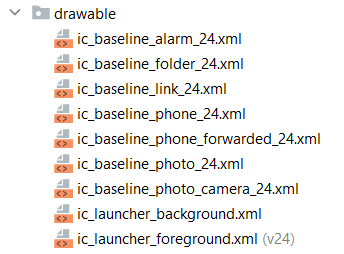 drawable
ic_baseline_alarm_24.xml
ic_baseline_folder_24.xml
ic_baseline_link_24.xml
ic_baseline_phone_24.xml
ic_baseline_phone_forwarded_24.xml
ic_baseline_photo_24.xml
ic_baseline_photo_camera_24.xml
ic_launcher_background.xml
ic_launcher_foreground.xml (v24)